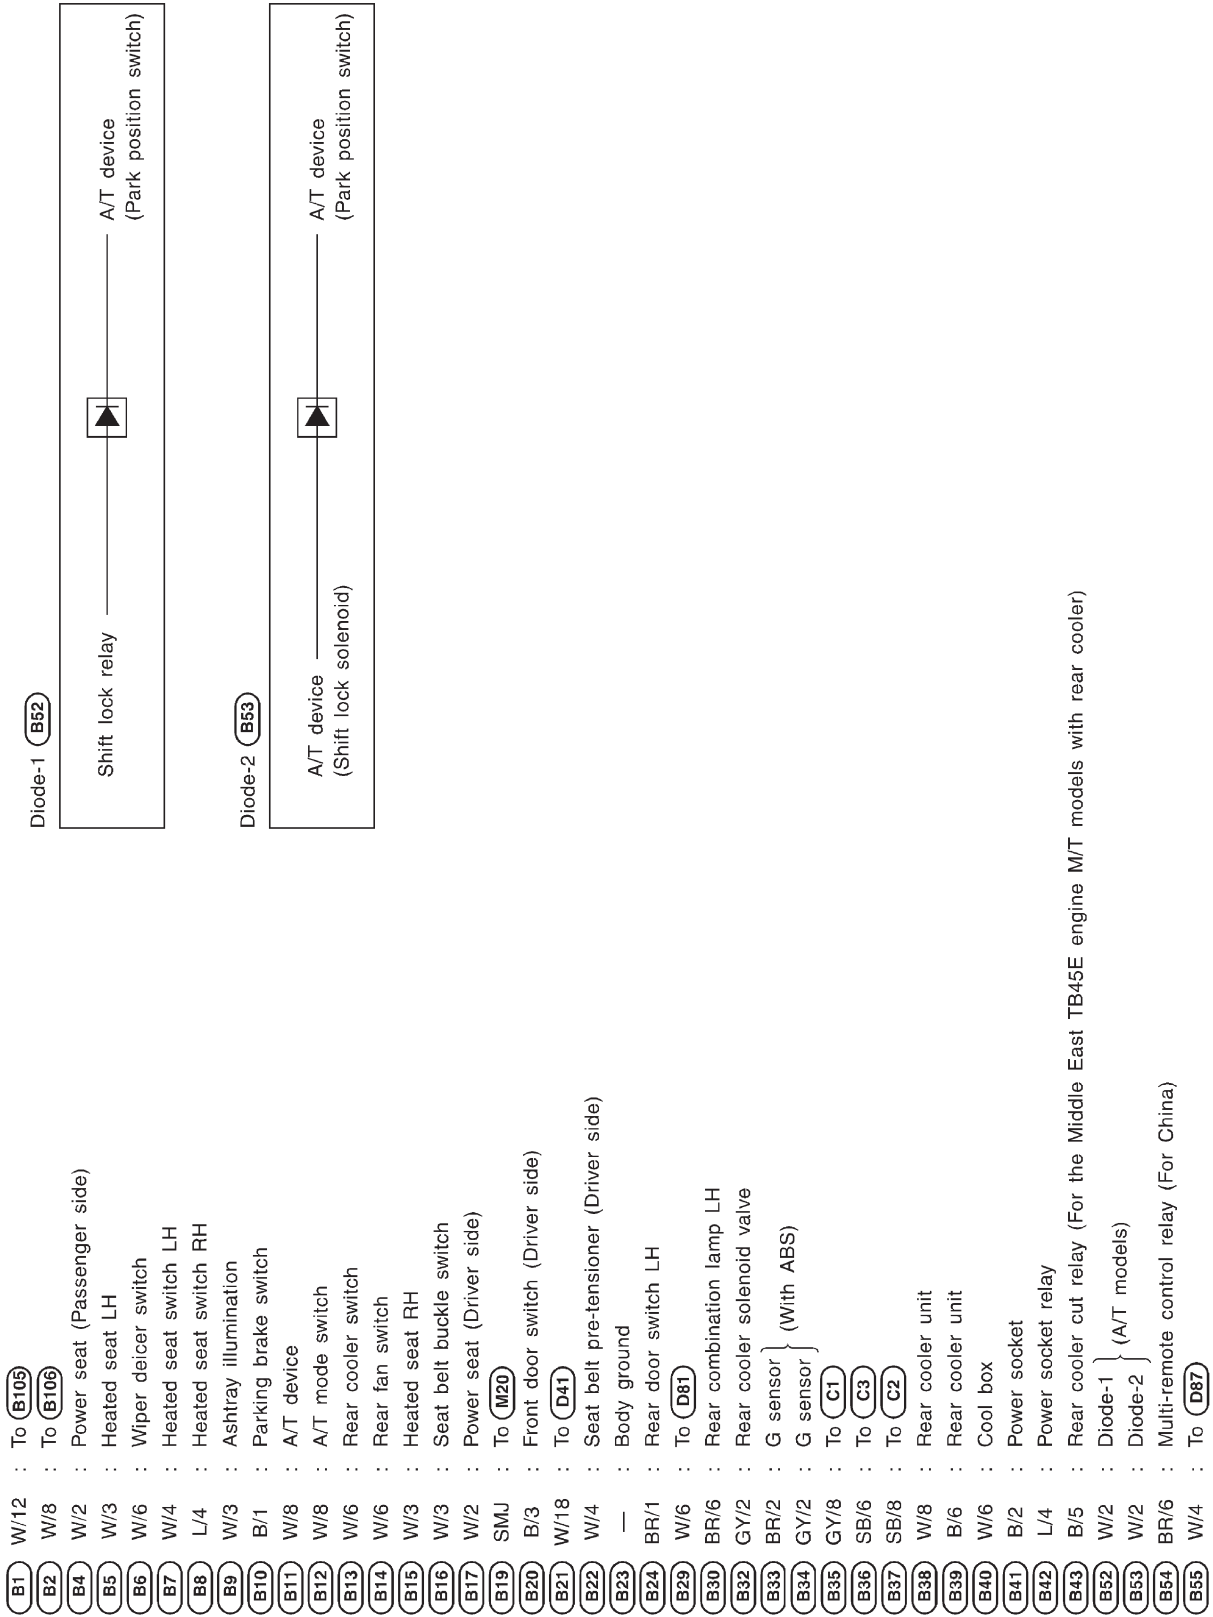 B1 W/12 : To B105
B2 W/8 : To B106
B4 W/2 : Power seat (Passenger side)
B5 W/3 : Heated seat LH
B6 W/6 : Wiper deicer switch
B7 W/4 : Heated seat switch LH
B8 L/4 : Heated seat switch RH
B9 W/3 : Ashtray illumination
B10 B/1 : Parking brake switch
B11 W/8 : A/T device
B12 W/8 : A/T mode switch
B13 W/6 : Rear cooler switch
B14 W/6 : Rear fan switch
B15 W/3 : Heated seat RH
B16 W/3 : Seat belt buckle switch
B17 W/2 : Power seat (Driver side)
B19 SMJ : To M20
B20 B/3 : Front door switch (Driver side)
B21 W/18 : To D41
B22 W/4 : Seat belt pre-tensioner (Driver side)
B23 — : Body ground
B24 BR/1 : Rear door switch LH
B29 W/6 : To D81
B30 BR/6 : Rear combination lamp LH
B32 GY/2 : Rear cooler solenoid valve
B33 BR/2 : G sensor
(With ABS)
B34 GY/2 : G sensor
B35 GY/8 : To C1
B36 SB/6 : To C3
B37 SB/8 : To C2
B38 W/8 : Rear cooler unit
B39 B/6 : Rear cooler unit
B40 W/6 : Cool box
B41 B/2 : Power socket
B42 L/4 : Power socket relay
B43 B/5 : Rear cooler cut relay (For the Middle East TB45E engine M/T models with rear cooler)
B52 W/2 : Diode-1
(A/T models)
B53 W/2 : Diode-2
B54 BR/6 : Multi-remote control relay (For China)
B55 W/4 : To D87
Diode-1 B52
Shift lock relay
A/T device
(Park position switch)
Diode-2 B53
A/T device
(Shift lock solenoid)
A/T device
(Park position switch)